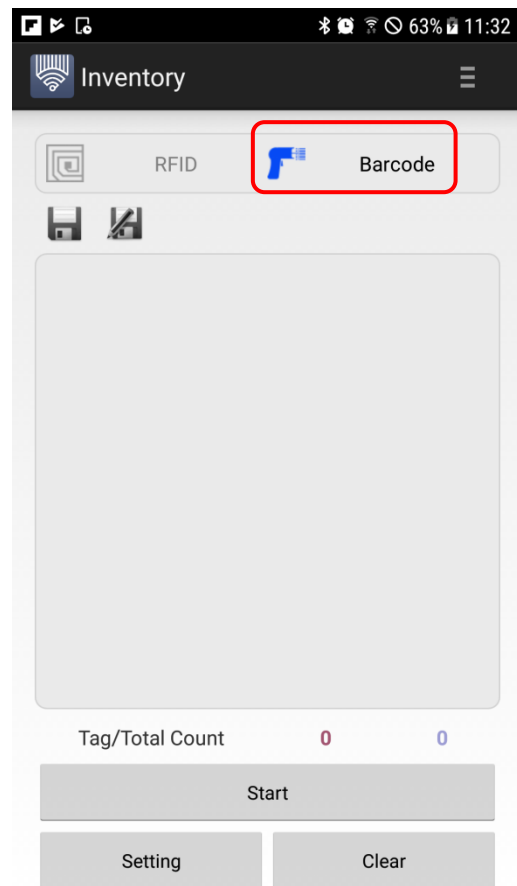 63% 11:32
Inventory
RFID Barcode
Tag/Total Count 0 0
Start
Setting Clear